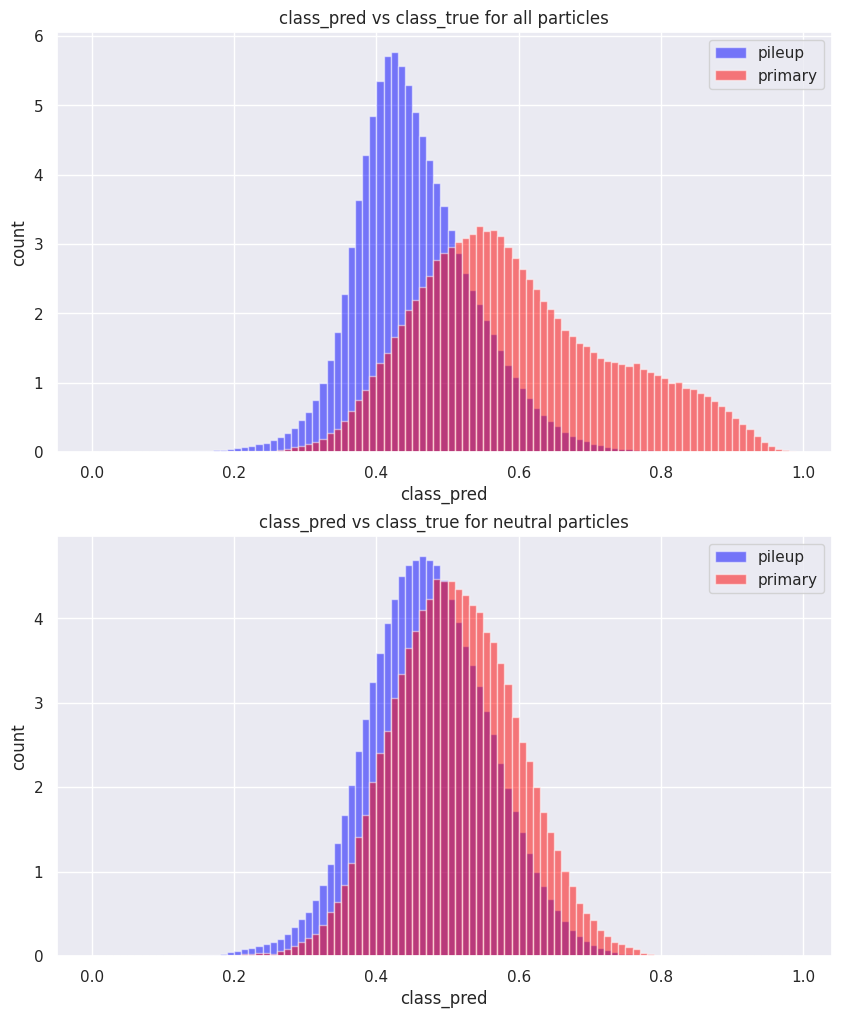 class_pred vs class_true for all particles
6
5
4
3
2
1
0
count
pileup
primary
0.0 0.2 0.4 0.6 0.8 1.0
class_pred
class_pred vs class_true for neutral particles
4
3
2
1
0
count
pileup
primary
0.0 0.2 0.4 0.6 0.8 1.0
class_pred